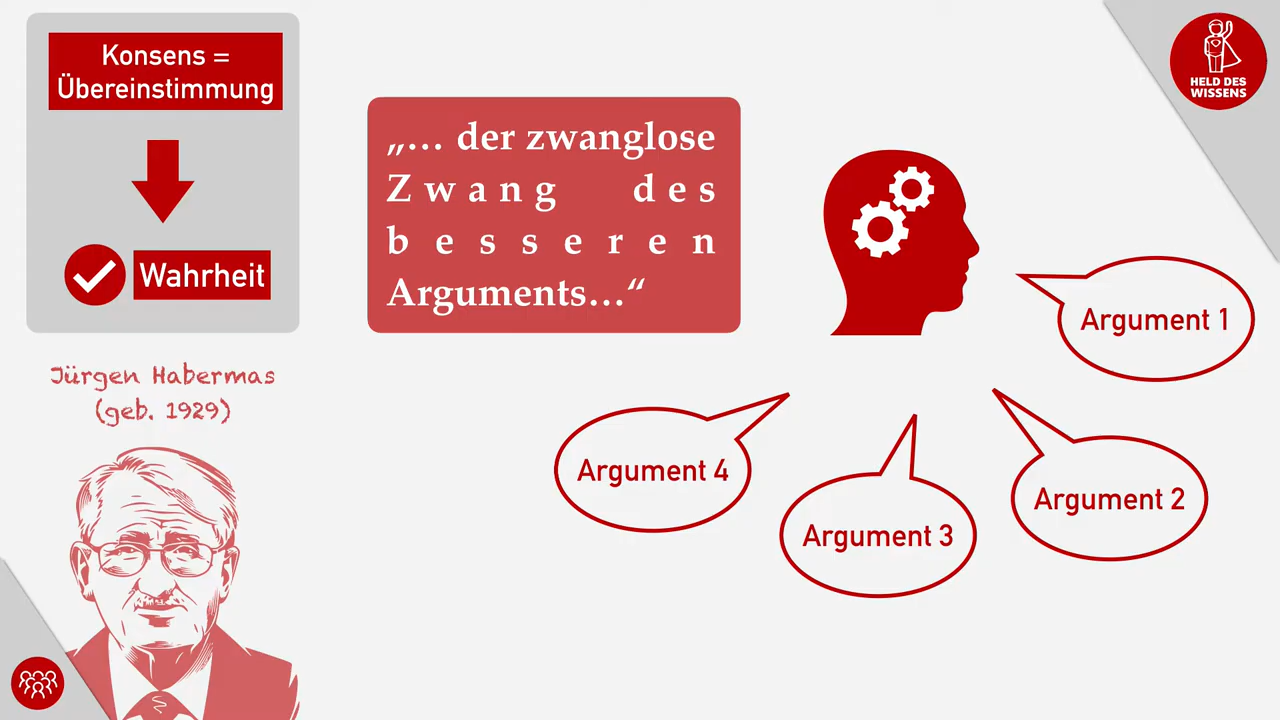 Konsens =
Übereinstimmung
Wahrheit
Jürgen Habermas
(geb. 1929)
„… der zwanglose
Zwang des
besseren
Arguments…“
Argument 1
Argument 2
Argument 3
Argument 4
HELD DES
WISSENS